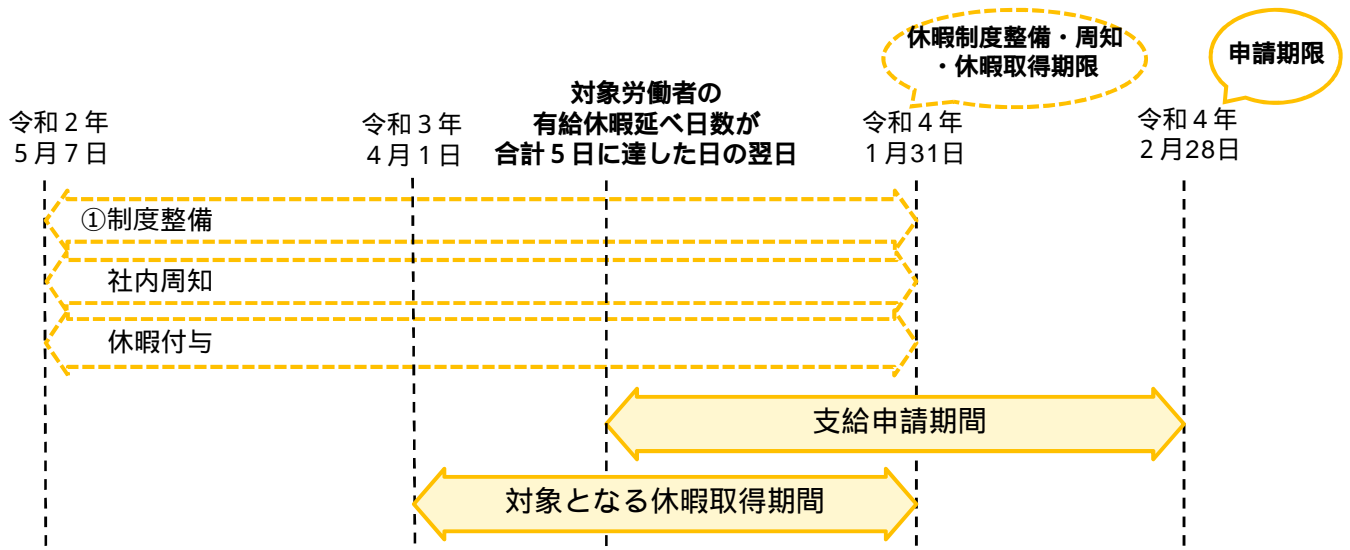 休暇制度整備・周知
・休暇取得期限
申請期限
令和２年
５月７日
令和３年
４月１日
対象労働者の
有給休暇延べ日数が
合計５日に達した日の翌日
令和４年
１月31日
令和４年
２月28日
①制度整備
社内周知
休暇付与
支給申請期間
対象となる休暇取得期間